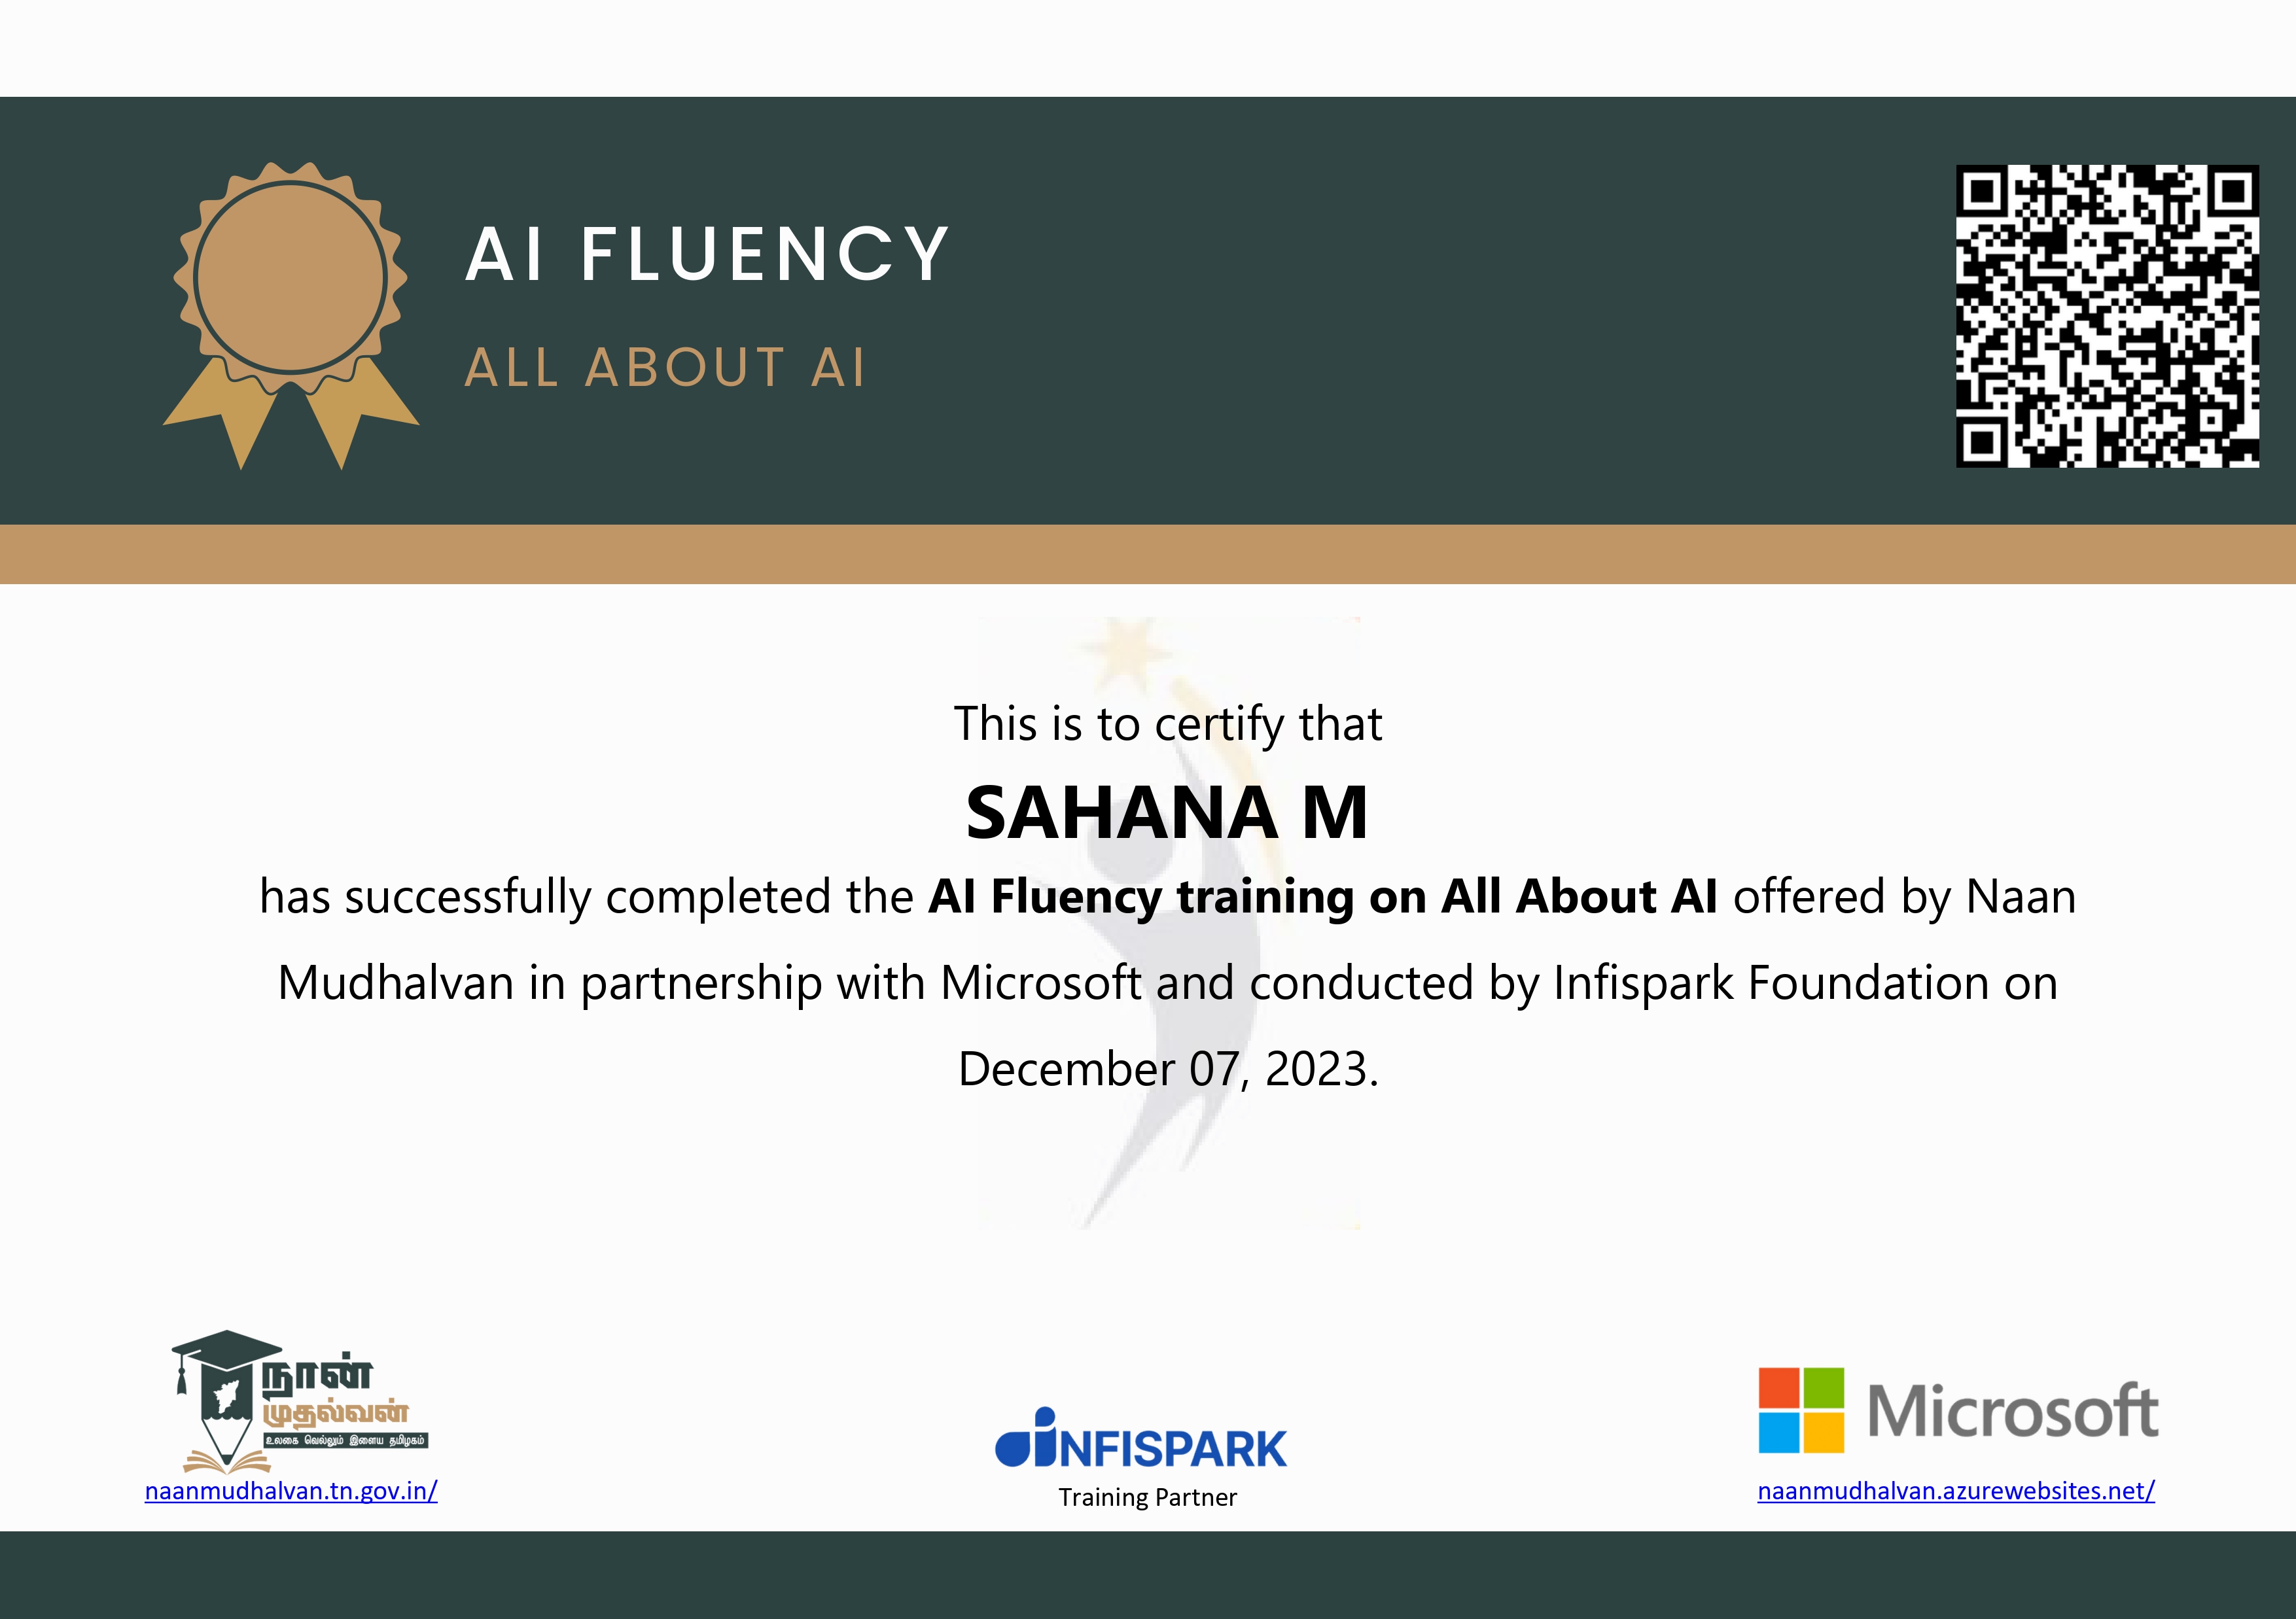 AI FLUENCY
ALL ABOUT AI
This is to certify that
SAHANA M
has successfully completed the AI Fluency training on All About AI offered by Naan
Mudhalvan in partnership with Microsoft and conducted by Infispark Foundation on
December 07, 2023.
நான்
முதல்வன்
உலகை வெல்லும் இளைய தமிழகம்
naanmudhalvan.tn.gov.in/
iNFISPARK
Training Partner
Microsoft
naanmudhalvan.azurewebsites.net/